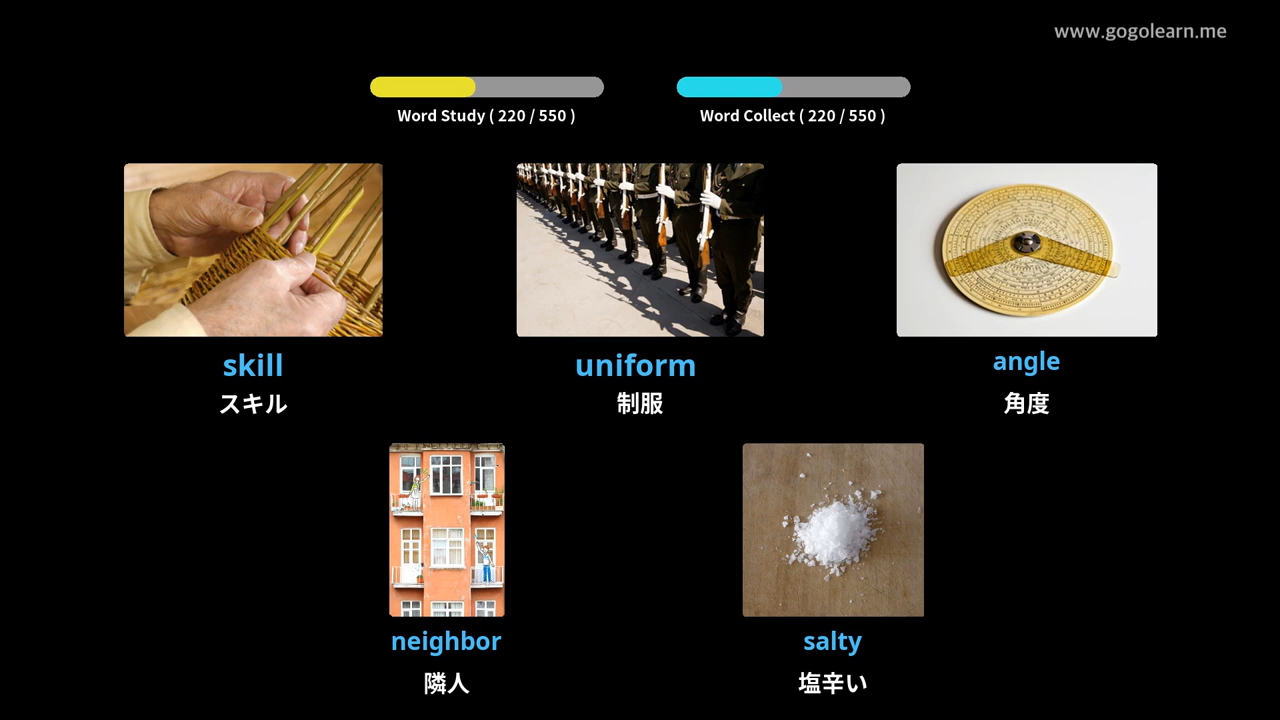 www.gogolearn.me
Word Study ( 220 / 550 )
Word Collect ( 220 / 550 )
skill
スキル
uniform
制服
angle
角度
neighbor
隣人
salty
塩辛い